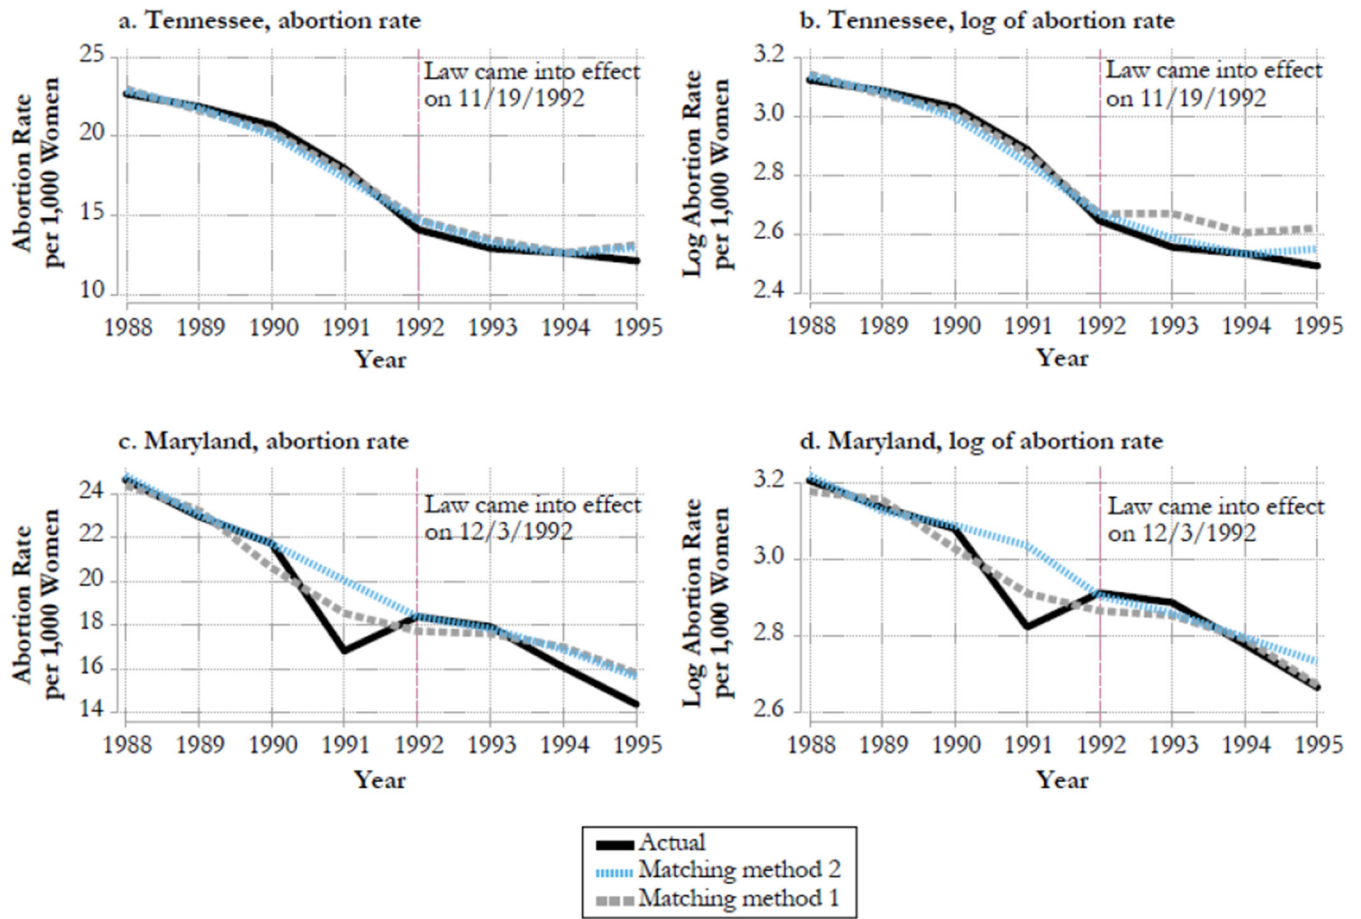 a. Tennessee, abortion rate
Abortion Rate
per 1,000 Women
25
20
15
10
Law came into effect
on 11/19/1992
1988 1989 1990 1991 1992 1993 1994 1995
Year
b. Tennessee, log of abortion rate
Log Abortion Rate
per 1,000 Women
3.2
3.0
2.8
2.6
2.4
Law came into effect
on 11/19/1992
1988 1989 1990 1991 1992 1993 1994 1995
Year
c. Maryland, abortion rate
Abortion Rate
per 1,000 Women
24
22
20
18
16
14
Law came into effect
on 12/3/1992
1988 1989 1990 1991 1992 1993 1994 1995
Year
d. Maryland, log of abortion rate
Log Abortion Rate
per 1,000 Women
3.2
3.0
2.8
2.6
Law came into effect
on 12/3/1992
1988 1989 1990 1991 1992 1993 1994 1995
Year
Actual
Matching method 2
Matching method 1